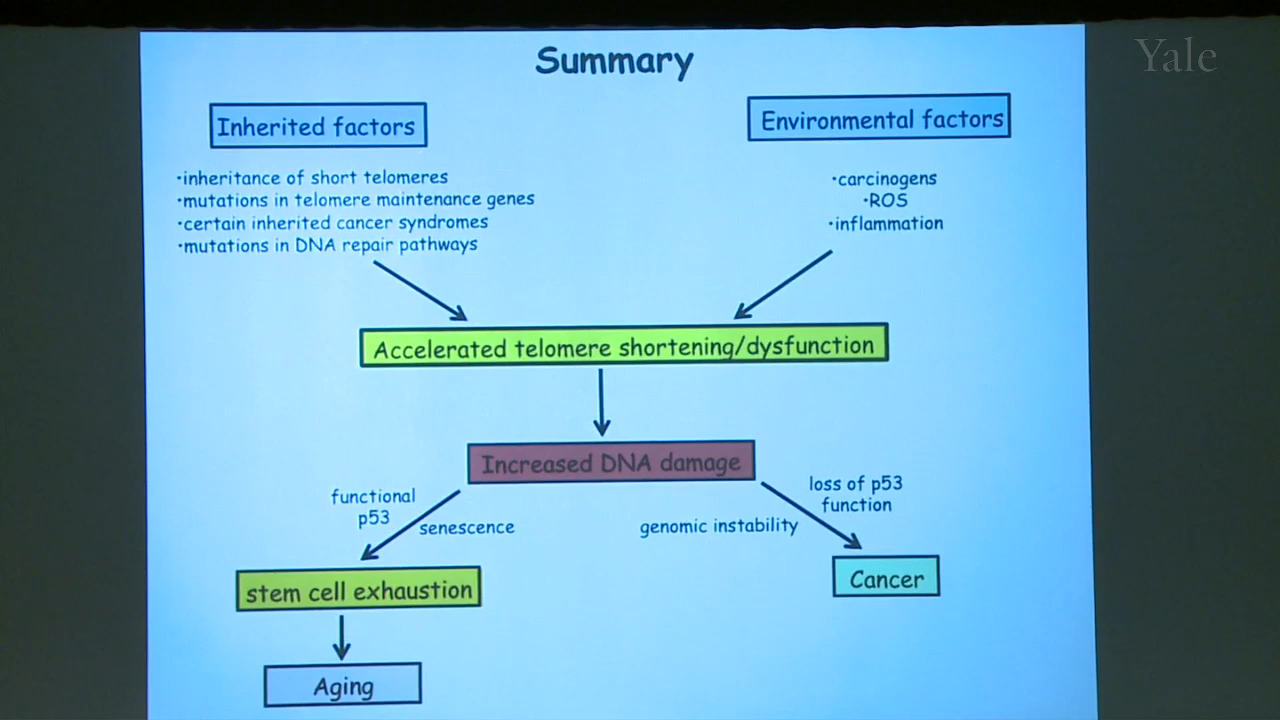 Yale
Summary
Inherited factors
Environmental factors
•inheritance of short telomeres
•mutations in telomere maintenance genes
•certain inherited cancer syndromes
•mutations in DNA repair pathways
•carcinogens
•ROS
•inflammation
Accelerated telomere shortening/dysfunction
Increased DNA damage
functional
p53
senescence
genomic instability
loss of p53
function
stem cell exhaustion
Cancer
Aging